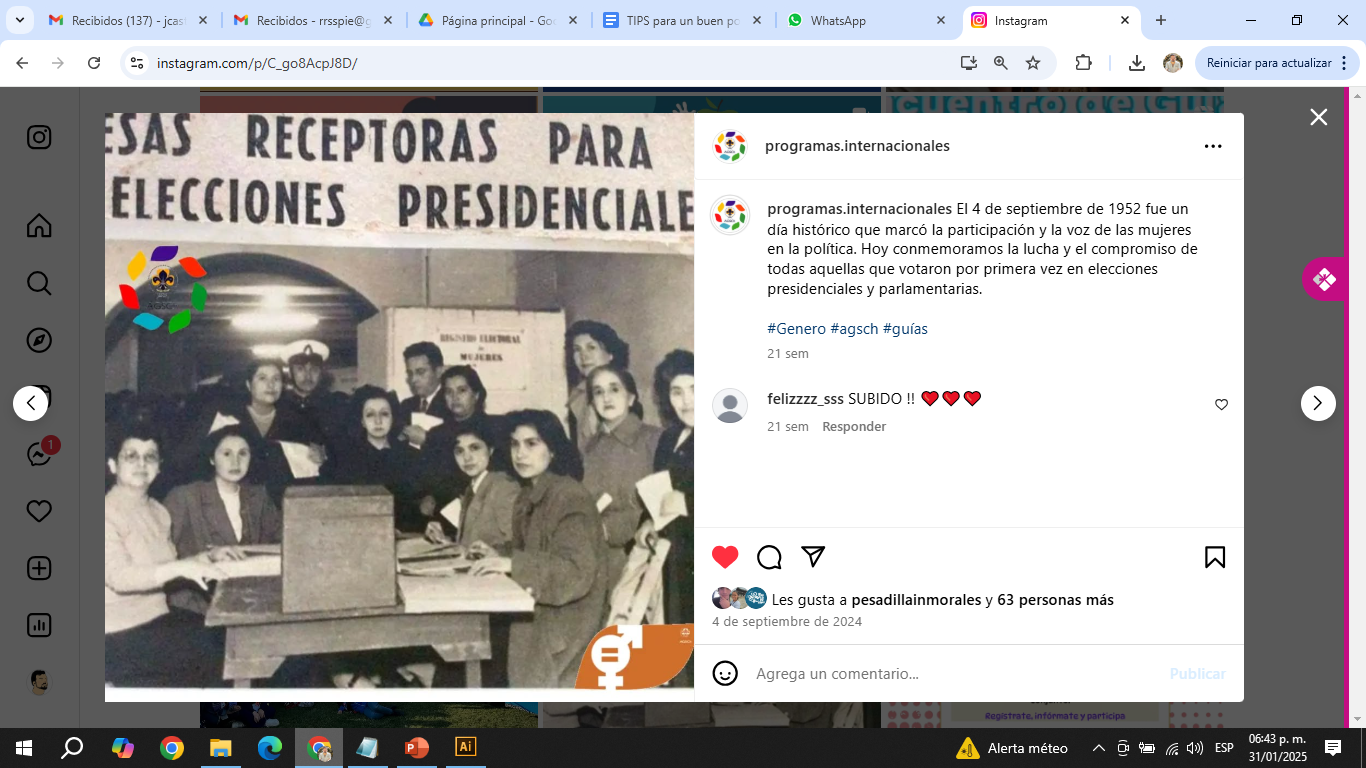 Recibidos (137) - jcas
Recibidos - rrsspie@g
Página principal - Goo
TIPS para un buen po
WhatsApp
Instagram
instagram.com/p/C_go8AcpJ8D/
Reiniciar para actualizar
ESAS RECEPTORAS PARA
ELECCIONES PRESIDENCIALE
REGISTRO ELECTORAL
DE
MUJERES
programas.internacionales
programas.internacionales El 4 de septiembre de 1952 fue un
día histórico que marcó la participación y la voz de las mujeres
en la política. Hoy conmemoramos la lucha y el compromiso de
todas aquellas que votaron por primera vez en elecciones
presidenciales y parlamentarias.
#Genero #agsch #guías
21 sem
felizzzz_sss SUBIDO !! ❤️❤️❤️
21 sem Responder
1
Les gusta a pesadillainmorales y 63 personas más
4 de septiembre de 2024
Agrega un comentario...
Publicar
Regístrate, infórmate y participa
Alerta méteo
ESP
06:43 p. m.
31/01/2025